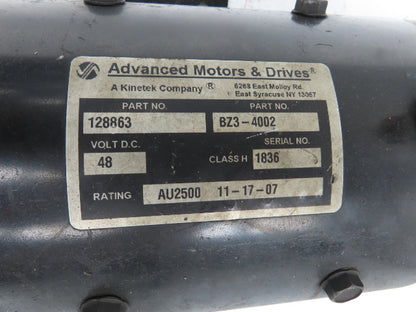 Advanced Motors & Drives®
A Kinetek Company ®
6268 East Molloy Rd.
East Syracuse NY 13057
PART NO. PART NO.
128863 BZ3-4002
VOLT D.C. SERIAL NO.
48 CLASS H 1836
RATING AU2500 11-17-07